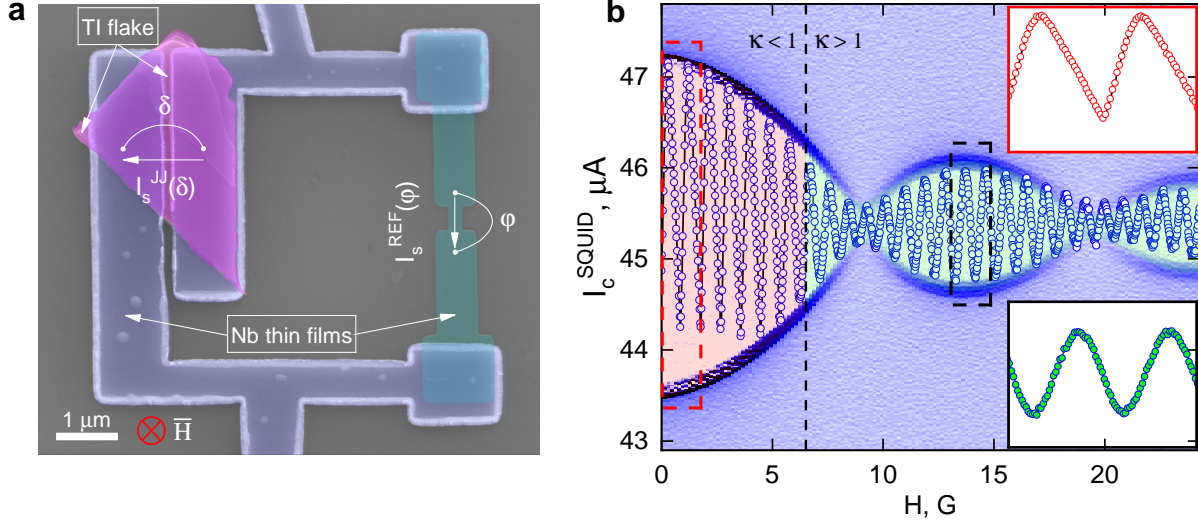 a
TI flake
δ
I_s^JJ(δ)
I_s^REF(φ)
φ
Nb thin films
1 μm
H̅
b
κ < 1
κ > 1
47
46
45
44
43
I_c^SQUID, μA
0
5
10
15
20
H, G